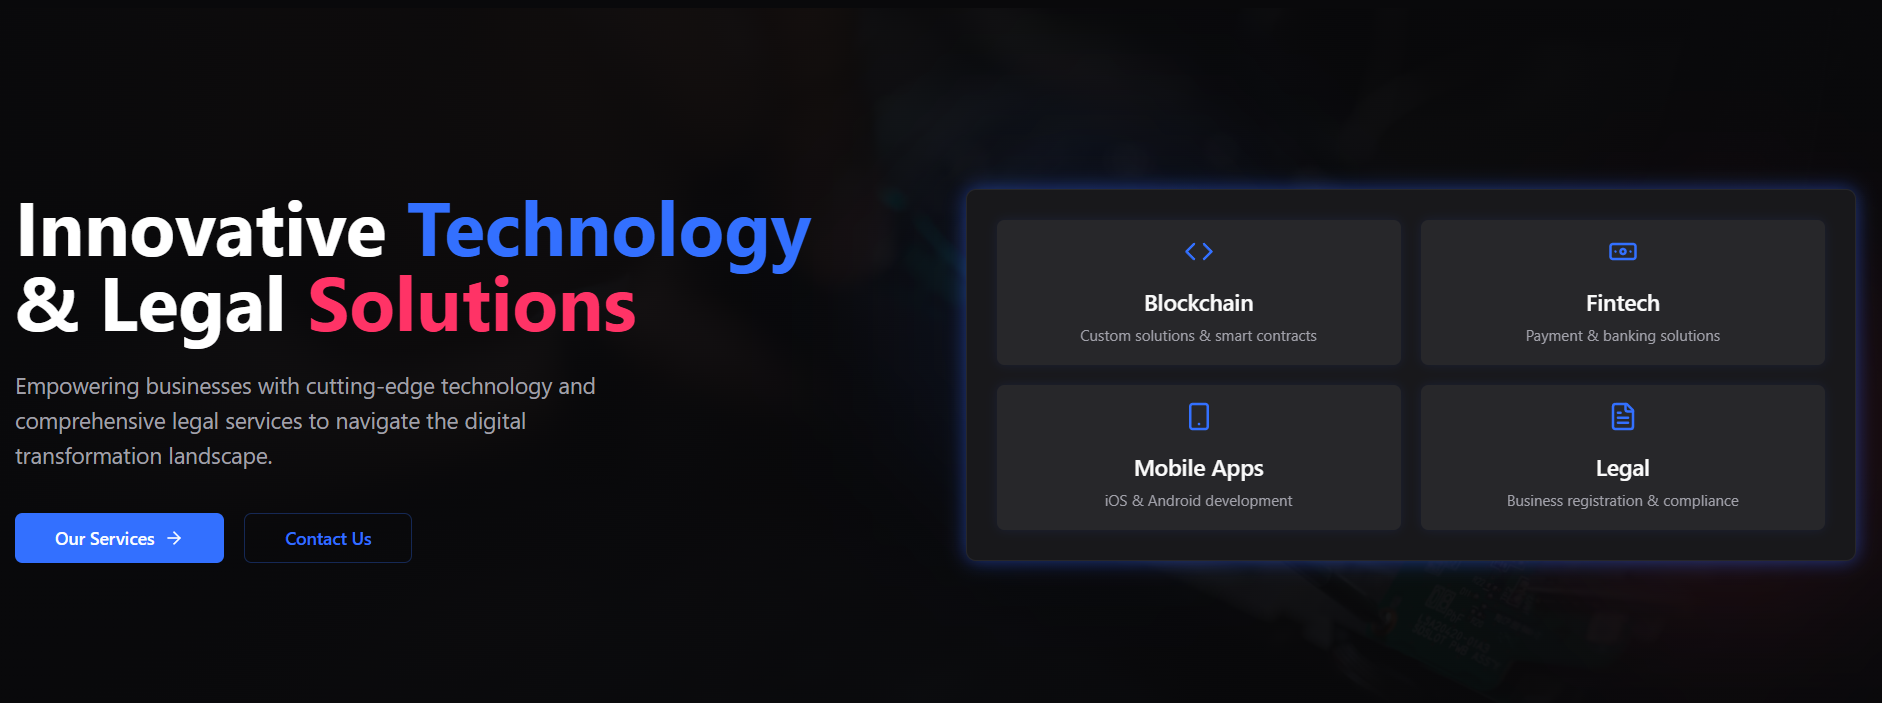 Innovative Technology
& Legal Solutions
Empowering businesses with cutting-edge technology and
comprehensive legal services to navigate the digital
transformation landscape.
Our Services
Contact Us
Blockchain
Custom solutions & smart contracts
Fintech
Payment & banking solutions
Mobile Apps
iOS & Android development
Legal
Business registration & compliance